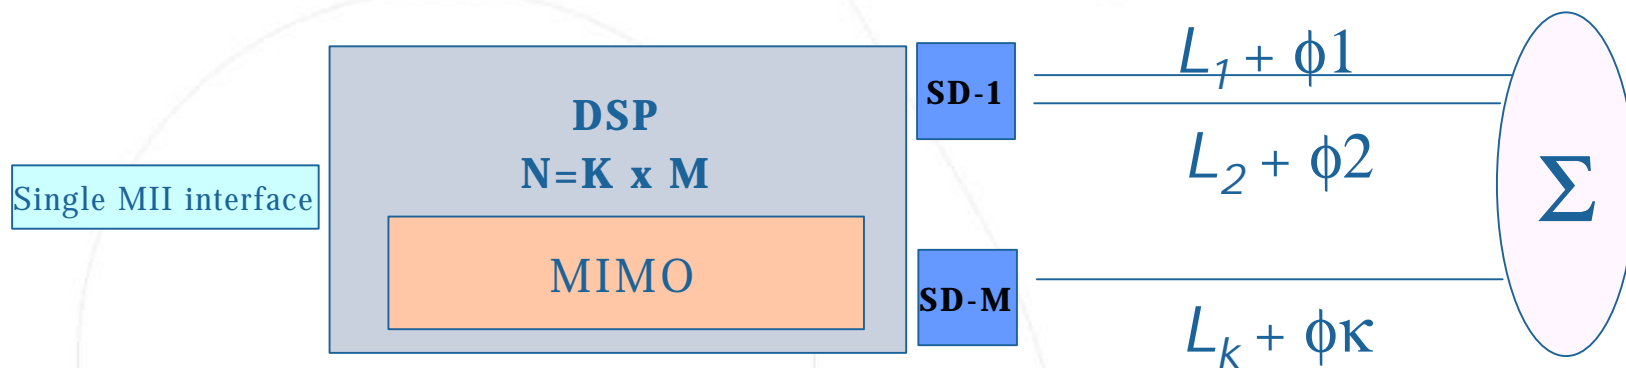 Single MII interface
DSP
N=K x M
MIMO
SD-1
SD-M
L₁ + ϕ1
L₂ + ϕ2
Lₖ + ϕκ
Σ